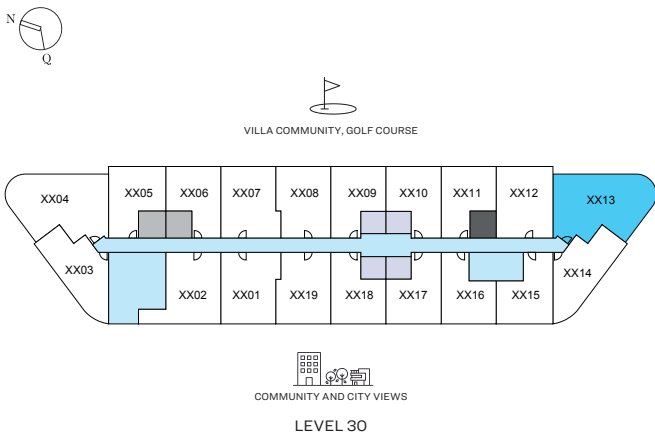 N
Q
VILLA COMMUNITY, GOLF COURSE
XX04 XX05 XX06 XX07 XX08 XX09 XX10 XX11 XX12 XX13
XX03 XX02 XX01 XX19 XX18 XX17 XX16 XX15 XX14
COMMUNITY AND CITY VIEWS
LEVEL 30